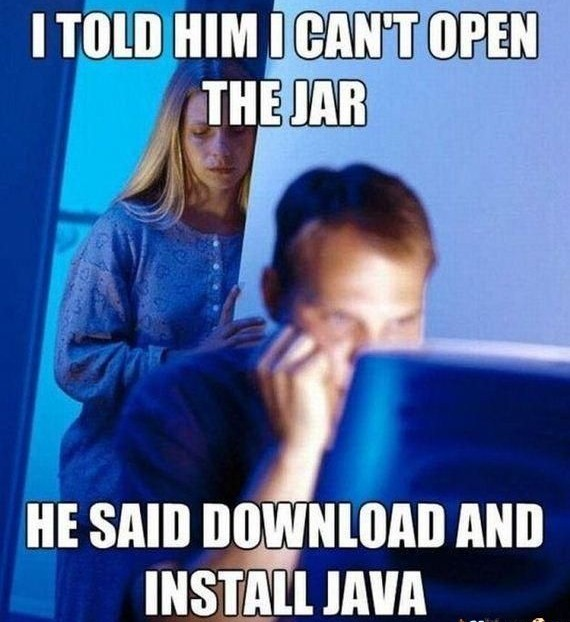 I TOLD HIM I CAN'T OPEN
THE JAR
HE SAID DOWNLOAD AND
INSTALL JAVA